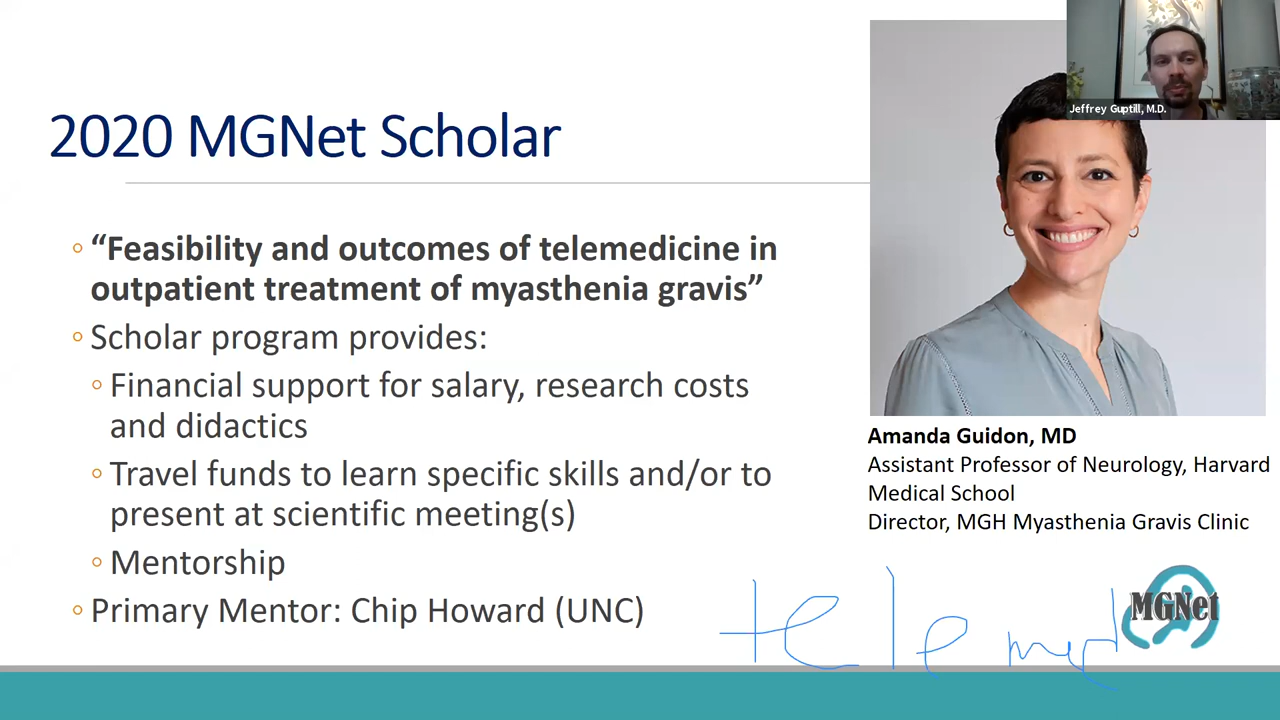 Jeffrey Guptill, M.D.
2020 MGNet Scholar
“Feasibility and outcomes of telemedicine in
outpatient treatment of myasthenia gravis”
Scholar program provides:
Financial support for salary, research costs
and didactics
Travel funds to learn specific skills and/or to
present at scientific meeting(s)
Mentorship
Primary Mentor: Chip Howard (UNC)
Amanda Guidon, MD
Assistant Professor of Neurology, Harvard
Medical School
Director, MGH Myasthenia Gravis Clinic
tele med
MGNet